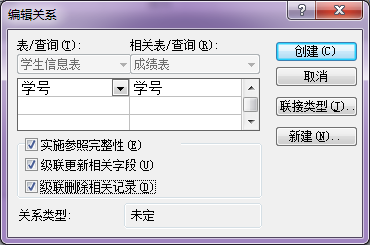 编辑关系
表/查询(T): 相关表/查询(R):
学生信息表 成绩表
学号 学号
实施参照完整性(E)
级联更新相关字段(U)
级联删除相关记录(D)
关系类型: 未定
创建(C)
取消
联接类型(J)..
新建(N)..